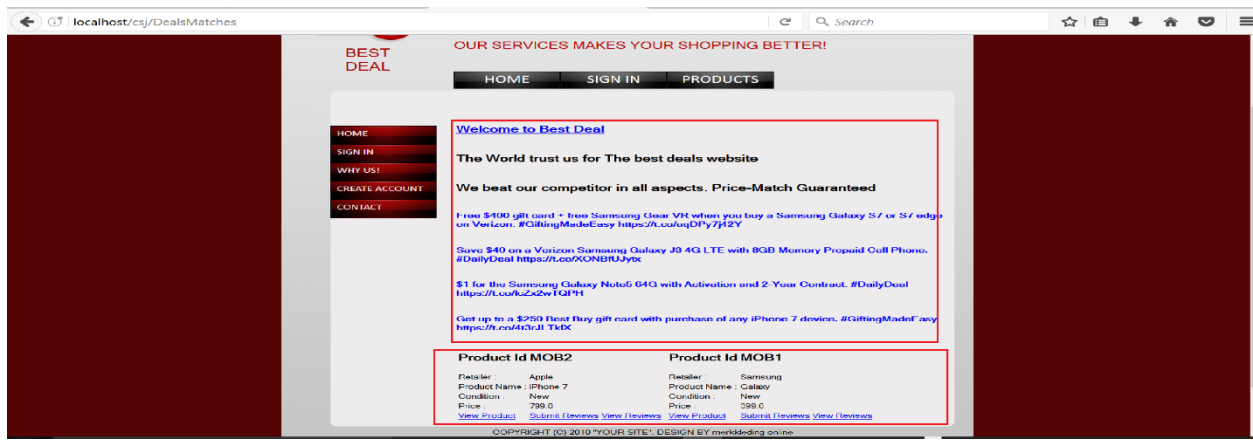 localhost/csj/DealsMatches
Search
BEST
DEAL
OUR SERVICES MAKES YOUR SHOPPING BETTER!
HOME SIGN IN PRODUCTS
HOME
SIGN IN
WHY US!
CREATE ACCOUNT
CONTACT
Welcome to Best Deal
The World trust us for The best deals website
We beat our competitor in all aspects. Price-Match Guaranteed
Free $400 gift card + free Samsung Gear VR when you buy a Samsung Galaxy S7 or S7 edge
on Verizon. #GiftingMadeEasy https://t.co/uqDPy7j42Y
Save $40 on a Verizon Samsung Galaxy J3 4G LTE with 8GB Memory Prepaid Cell Phone.
#DailyDeal https://t.co/XONBfUJytx
$1 for the Samsung Galaxy Note5 64G with Activation and 2-Year Contract. #DailyDeal
Get up to a $250 Best Buy gift card with purchase of any iPhone 7 device. #GiftingMadeEasy
Product Id MOB2 Product Id MOB1
Retailer : Apple Retailer : Samsung
Product Name : iPhone 7 Product Name : Galaxy
Condition : New Condition : New
Price : 799.0 Price : 399.0
View Product Submit Reviews View Reviews View Product Submit Reviews View Reviews
COPYRIGHT (C) 2010 "YOUR SITE". DESIGN BY online